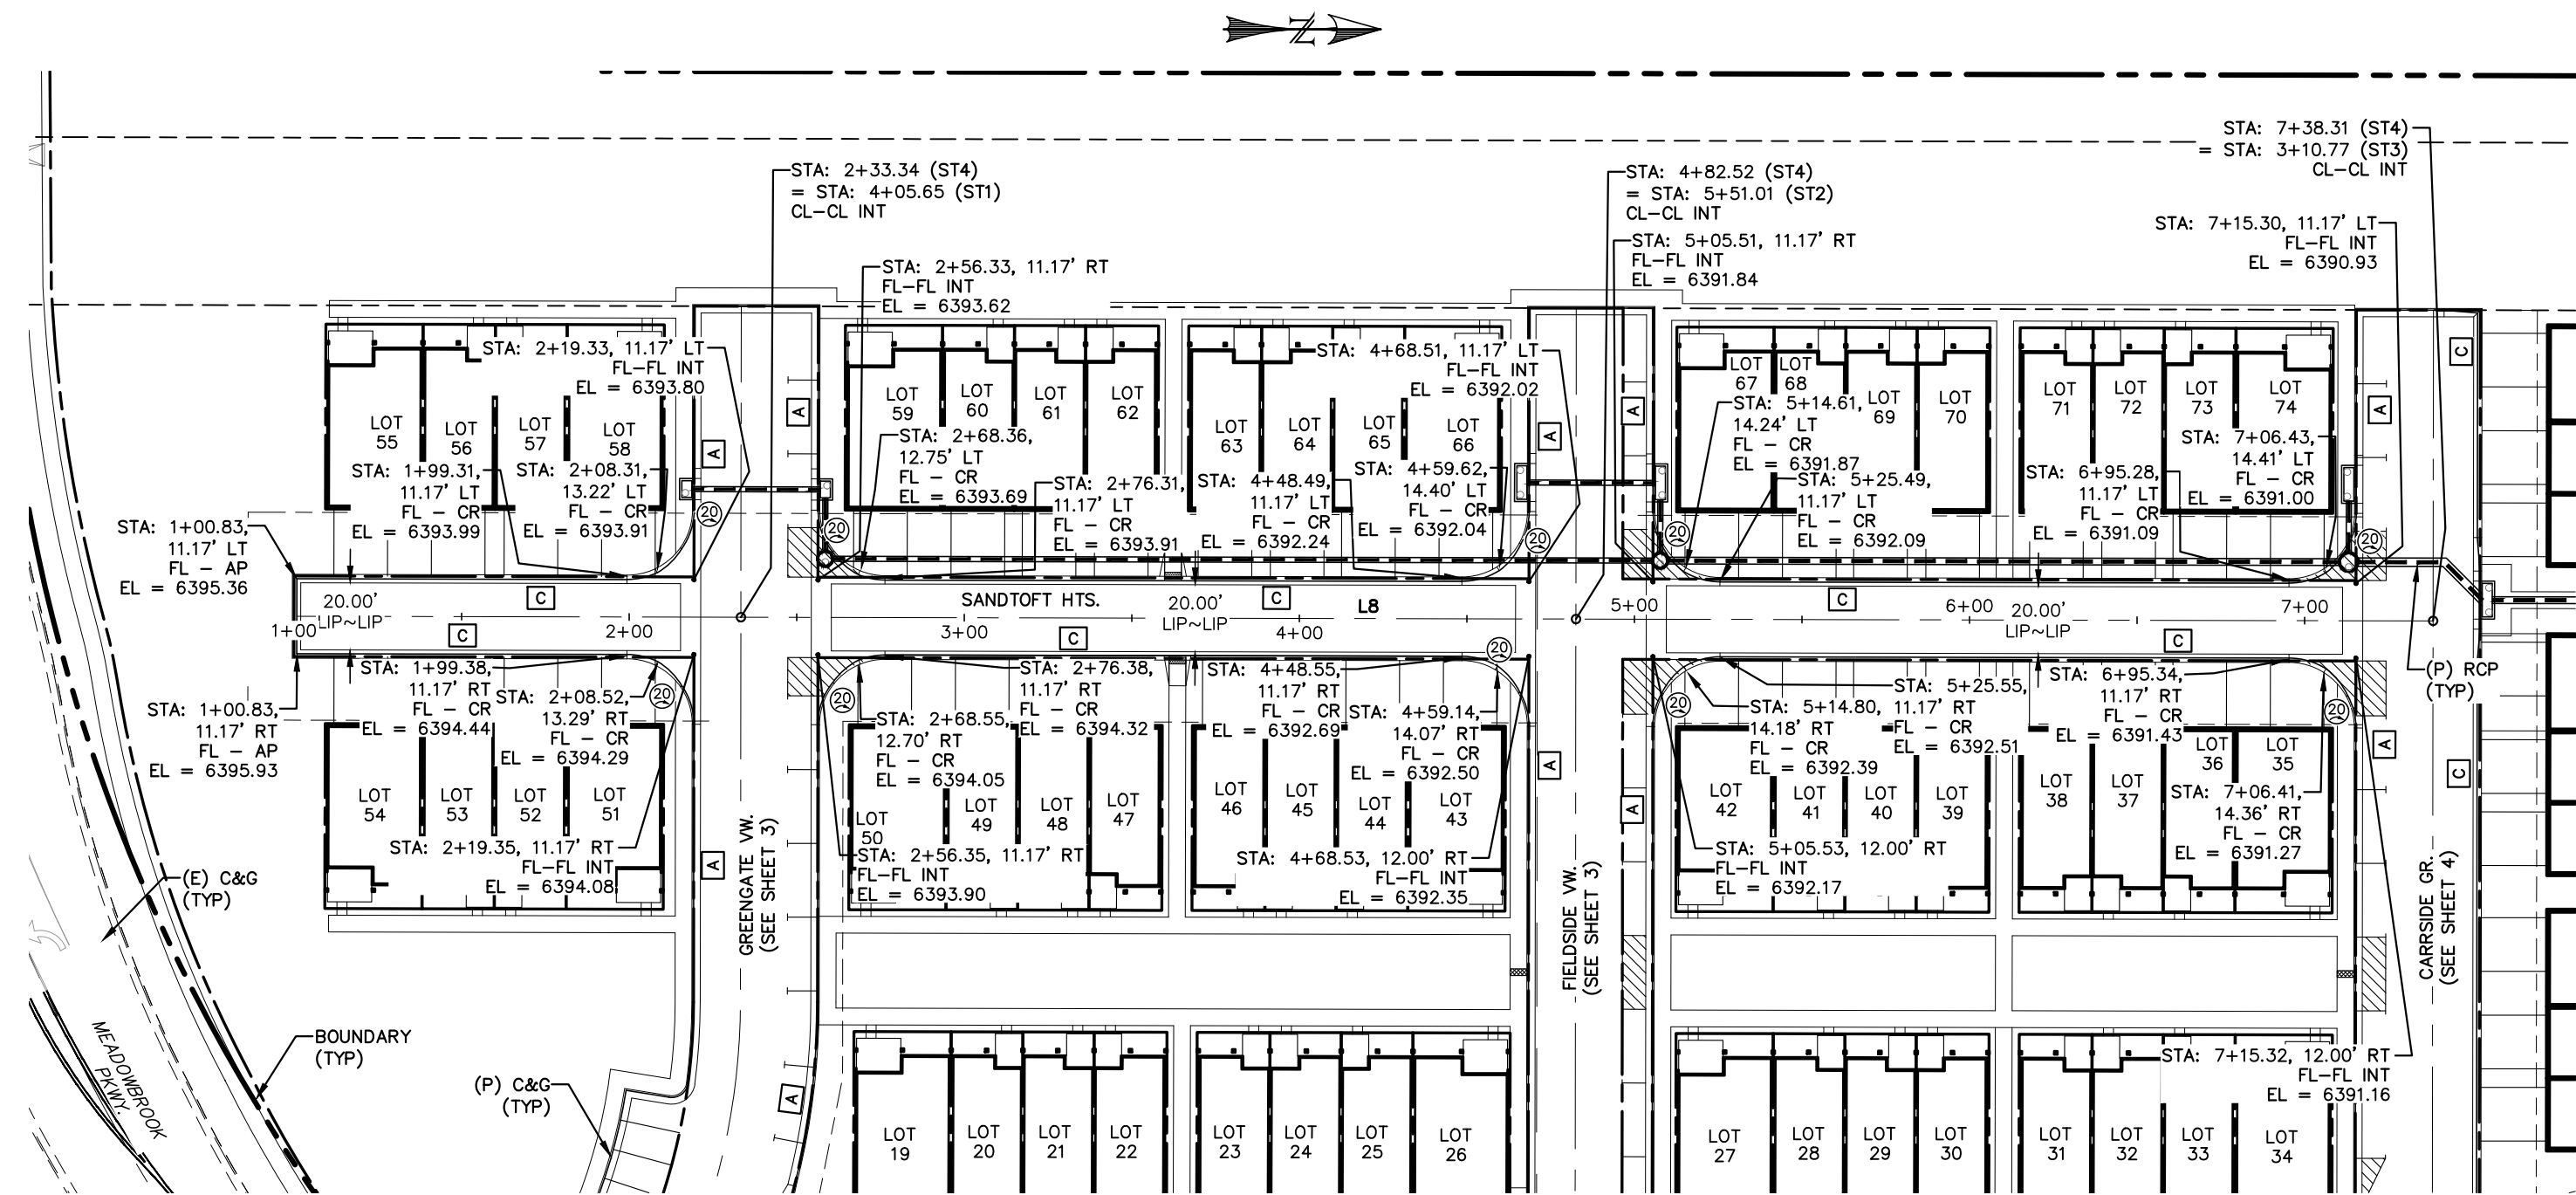 N
STA: 7+38.31 (ST4)
= STA: 3+10.77 (ST3)
CL-CL INT
STA: 2+33.34 (ST4)
= STA: 4+05.65 (ST1)
CL-CL INT
STA: 4+82.52 (ST4)
= STA: 5+51.01 (ST2)
CL-CL INT
STA: 7+15.30, 11.17' LT
FL-FL INT
EL = 6390.93
STA: 5+05.51, 11.17' RT
FL-FL INT
EL = 6391.84
STA: 2+56.33, 11.17' RT
FL-FL INT
EL = 6393.62
STA: 2+19.33, 11.17' LT
FL-FL INT
EL = 6393.80
STA: 4+68.51, 11.17' LT
FL-FL INT
EL = 6392.02
LOT
55
LOT
56
LOT
57
LOT
58
LOT
59
LOT
60
LOT
61
LOT
62
LOT
63
LOT
64
LOT
65
LOT
66
LOT
67
LOT
68
LOT
69
LOT
70
LOT
71
LOT
72
LOT
73
LOT
74
A
A
A
A
A
C
STA: 1+99.31,
11.17' LT
FL - CR
EL = 6393.99
STA: 2+08.31,
13.22' LT
FL - CR
EL = 6393.91
STA: 2+68.36,
12.75' LT
FL - CR
EL = 6393.69
STA: 2+76.31,
11.17' LT
FL - CR
EL = 6393.91
STA: 4+48.49,
11.17' LT
FL - CR
EL = 6392.24
STA: 4+59.62,
14.40' LT
FL - CR
EL = 6392.04
STA: 5+14.61,
14.24' LT
FL - CR
EL = 6391.87
STA: 5+25.49,
11.17' LT
FL - CR
EL = 6392.09
STA: 6+95.28,
11.17' LT
FL - CR
EL = 6391.09
STA: 7+06.43,
14.41' LT
FL - CR
EL = 6391.00
20
20
20
20
20
STA: 1+00.83,
11.17' LT
FL - AP
EL = 6395.36
20.00'
LIP~LIP
1+00
C
C
2+00
SANDTOFT HTS.
3+00
C
20.00'
LIP~LIP
C
4+00
L8
5+00
C
6+00
20.00'
LIP~LIP
7+00
C
STA: 1+00.83,
11.17' RT
FL - AP
EL = 6395.93
STA: 1+99.38,
11.17' RT
FL - CR
EL = 6394.44
STA: 2+08.52,
13.29' RT
FL - CR
EL = 6394.29
STA: 2+68.55,
12.70' RT
FL - CR
EL = 6394.05
STA: 2+76.38,
11.17' RT
FL - CR
EL = 6394.32
STA: 4+48.55,
11.17' RT
FL - CR
EL = 6392.69
STA: 4+59.14,
14.07' RT
FL - CR
EL = 6392.50
STA: 5+14.80,
14.18' RT
FL - CR
EL = 6392.39
STA: 5+25.55,
11.17' RT
FL - CR
EL = 6392.51
STA: 6+95.34,
11.17' RT
FL - CR
EL = 6391.43
STA: 7+06.41,
14.36' RT
FL - CR
EL = 6391.27
(P) RCP
(TYP)
20
20
20
20
20
LOT
54
LOT
53
LOT
52
LOT
51
LOT
50
LOT
49
LOT
48
LOT
47
LOT
46
LOT
45
LOT
44
LOT
43
LOT
42
LOT
41
LOT
40
LOT
39
LOT
38
LOT
37
LOT
36
LOT
35
STA: 2+19.35, 11.17' RT
FL-FL INT
EL = 6394.08
STA: 2+56.35, 11.17' RT
FL-FL INT
EL = 6393.90
STA: 4+68.53, 12.00' RT
FL-FL INT
EL = 6392.35
STA: 5+05.53, 12.00' RT
FL-FL INT
EL = 6392.17
STA: 7+15.32, 12.00' RT
FL-FL INT
EL = 6391.16
A
A
A
A
C
A
GREENGATE VW.
(SEE SHEET 3)
FIELDSIDE VW.
(SEE SHEET 3)
CARRSIDE GR.
(SEE SHEET 4)
(E) C&G
(TYP)
BOUNDARY
(TYP)
(P) C&G
(TYP)
MEADOWBROOK
PKWY.
LOT
19
LOT
20
LOT
21
LOT
22
LOT
23
LOT
24
LOT
25
LOT
26
LOT
27
LOT
28
LOT
29
LOT
30
LOT
31
LOT
32
LOT
33
LOT
34